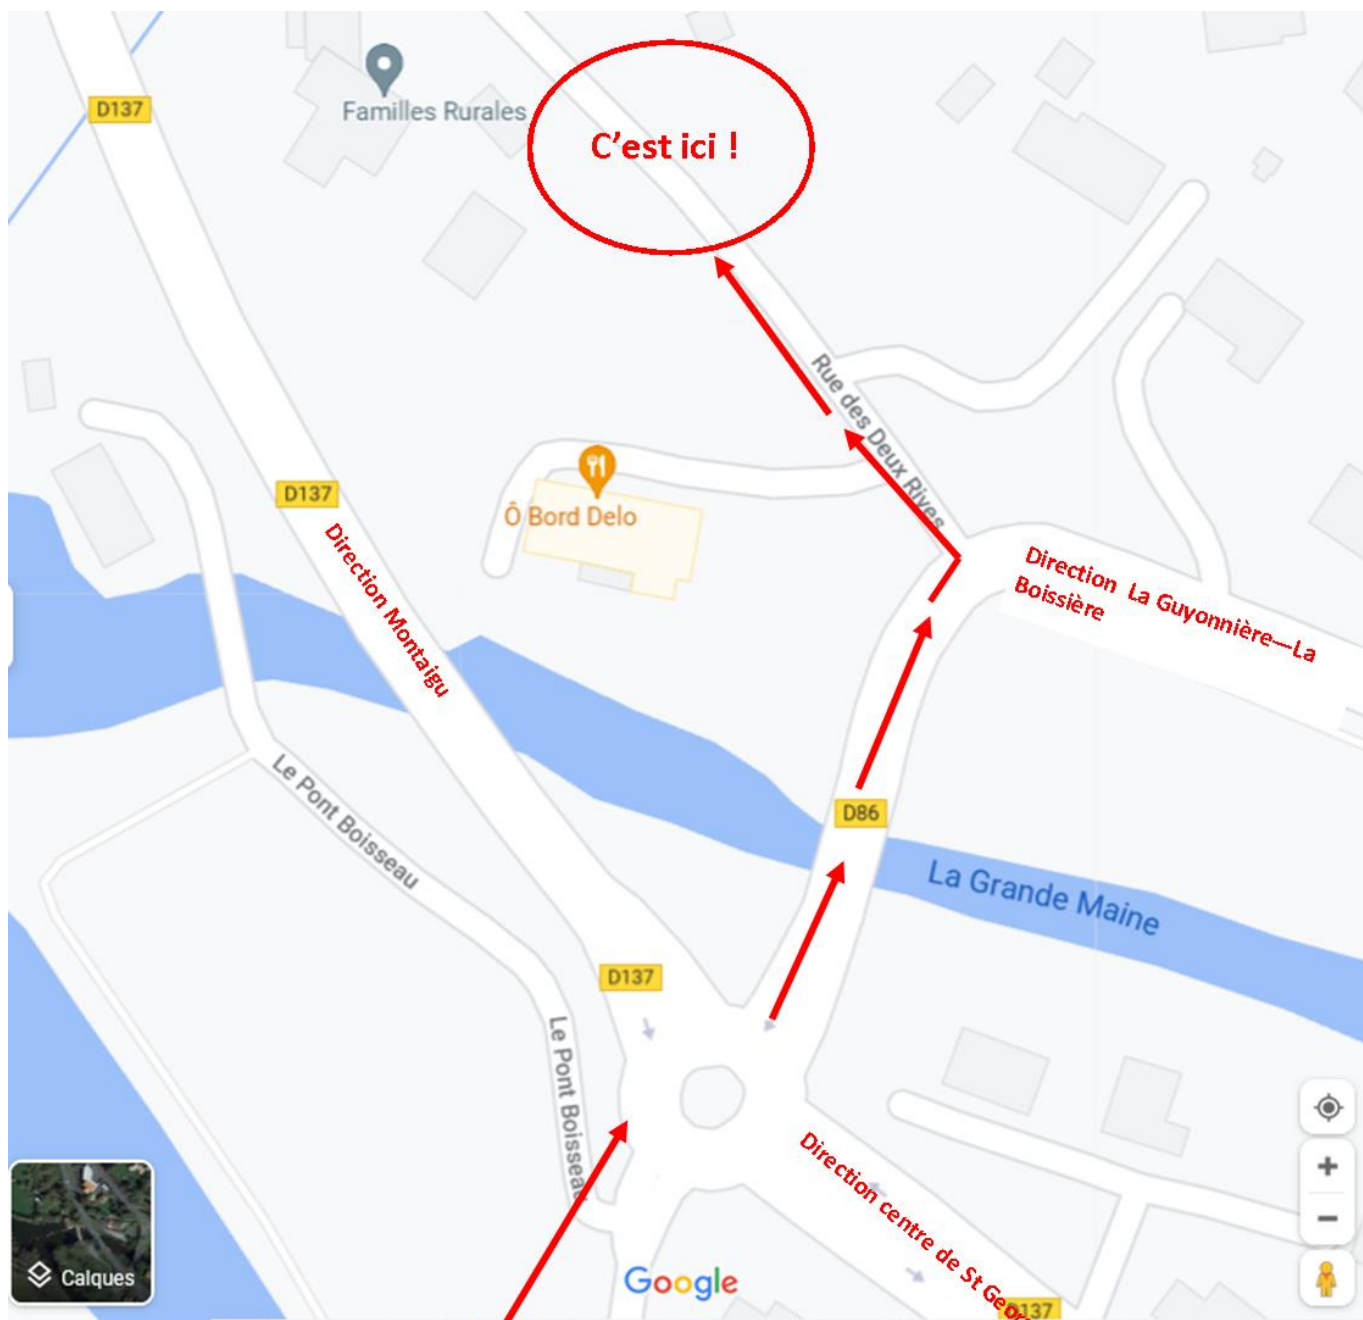 D137
Familles Rurales
C'est ici !
Rue des Deux Rives
D137
Ô Bord Delo
Direction Montaigu
Direction La Guyonnière—La
Boissière
Le Pont Boisseau
D86
La Grande Maine
D137
Le Pont Boisseau
Direction centre de St Geor
Calques
Google
D137